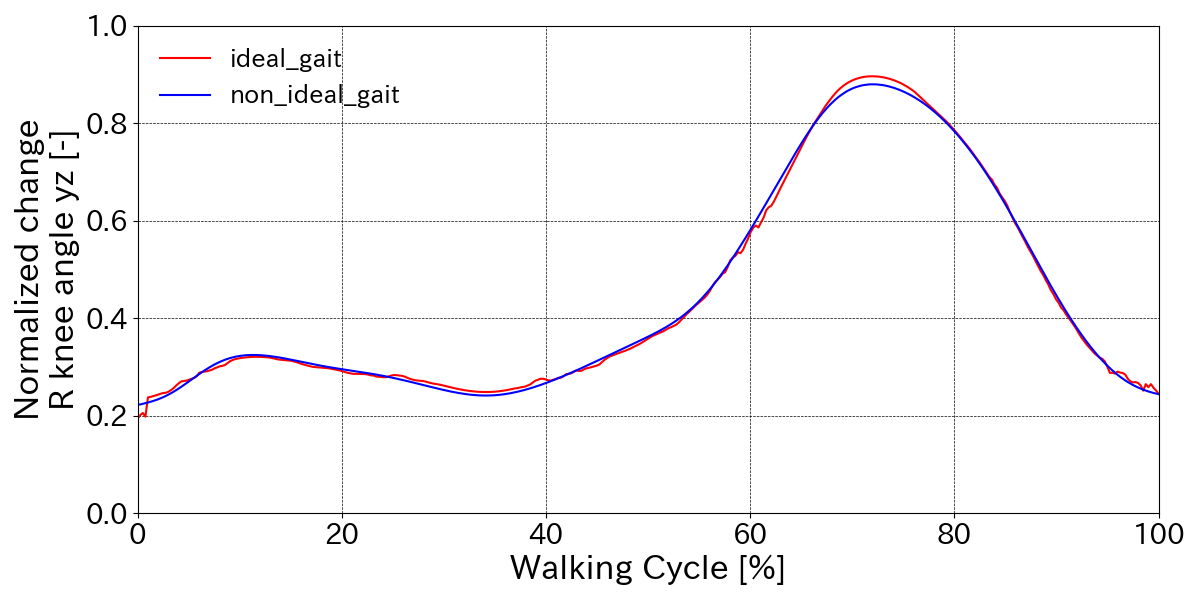 1.0
ideal_gait
non_ideal_gait
0.8
0.6
0.4
0.2
0.0
Normalized change
R knee angle yz [-]
0 20 40 60 80 100
Walking Cycle [%]